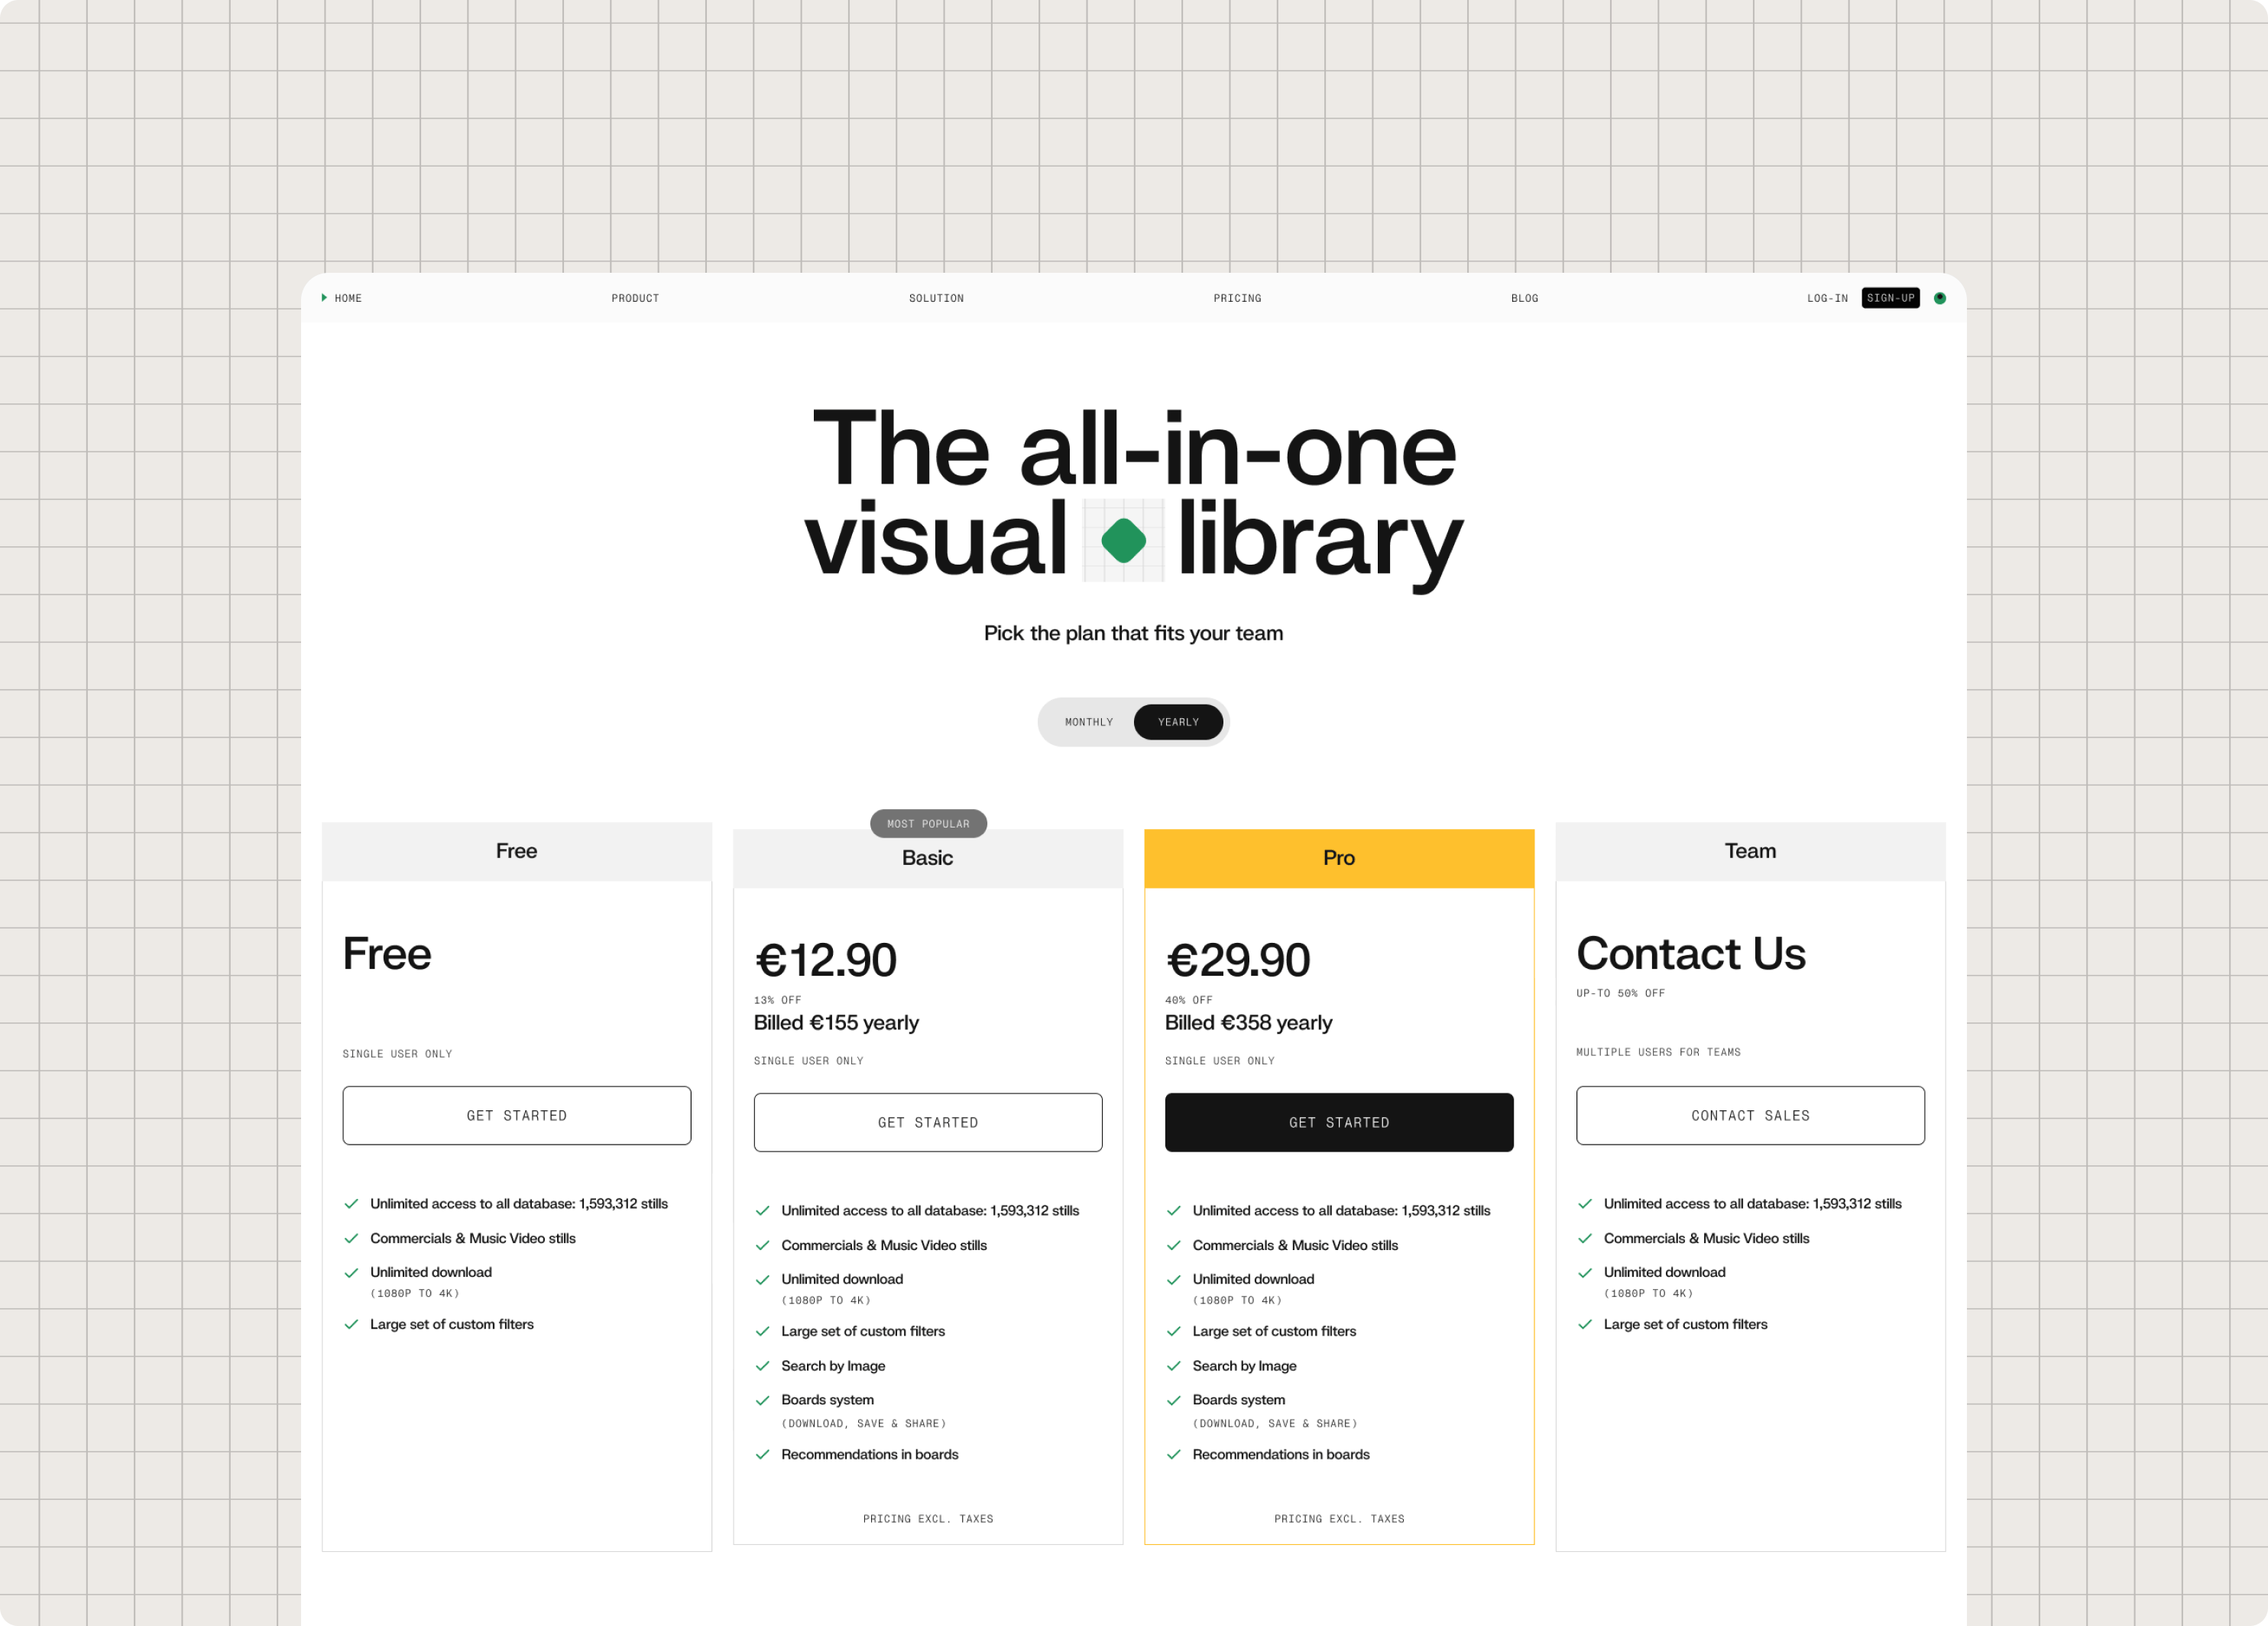 HOME
PRODUCT
SOLUTION
PRICING
BLOG
LOG-IN
SIGN-UP
The all-in-one
visual library
Pick the plan that fits your team
MONTHLY
YEARLY
Free
Free
SINGLE USER ONLY
GET STARTED
Unlimited access to all database: 1,593,312 stills
Commercials & Music Video stills
Unlimited download
(1080P TO 4K)
Large set of custom filters
MOST POPULAR
Basic
€12.90
13% OFF
Billed €155 yearly
SINGLE USER ONLY
GET STARTED
Unlimited access to all database: 1,593,312 stills
Commercials & Music Video stills
Unlimited download
(1080P TO 4K)
Large set of custom filters
Search by Image
Boards system
(DOWNLOAD, SAVE & SHARE)
Recommendations in boards
PRICING EXCL. TAXES
Pro
€29.90
40% OFF
Billed €358 yearly
SINGLE USER ONLY
GET STARTED
Unlimited access to all database: 1,593,312 stills
Commercials & Music Video stills
Unlimited download
(1080P TO 4K)
Large set of custom filters
Search by Image
Boards system
(DOWNLOAD, SAVE & SHARE)
Recommendations in boards
PRICING EXCL. TAXES
Team
Contact Us
UP-TO 50% OFF
MULTIPLE USERS FOR TEAMS
CONTACT SALES
Unlimited access to all database: 1,593,312 stills
Commercials & Music Video stills
Unlimited download
(1080P TO 4K)
Large set of custom filters